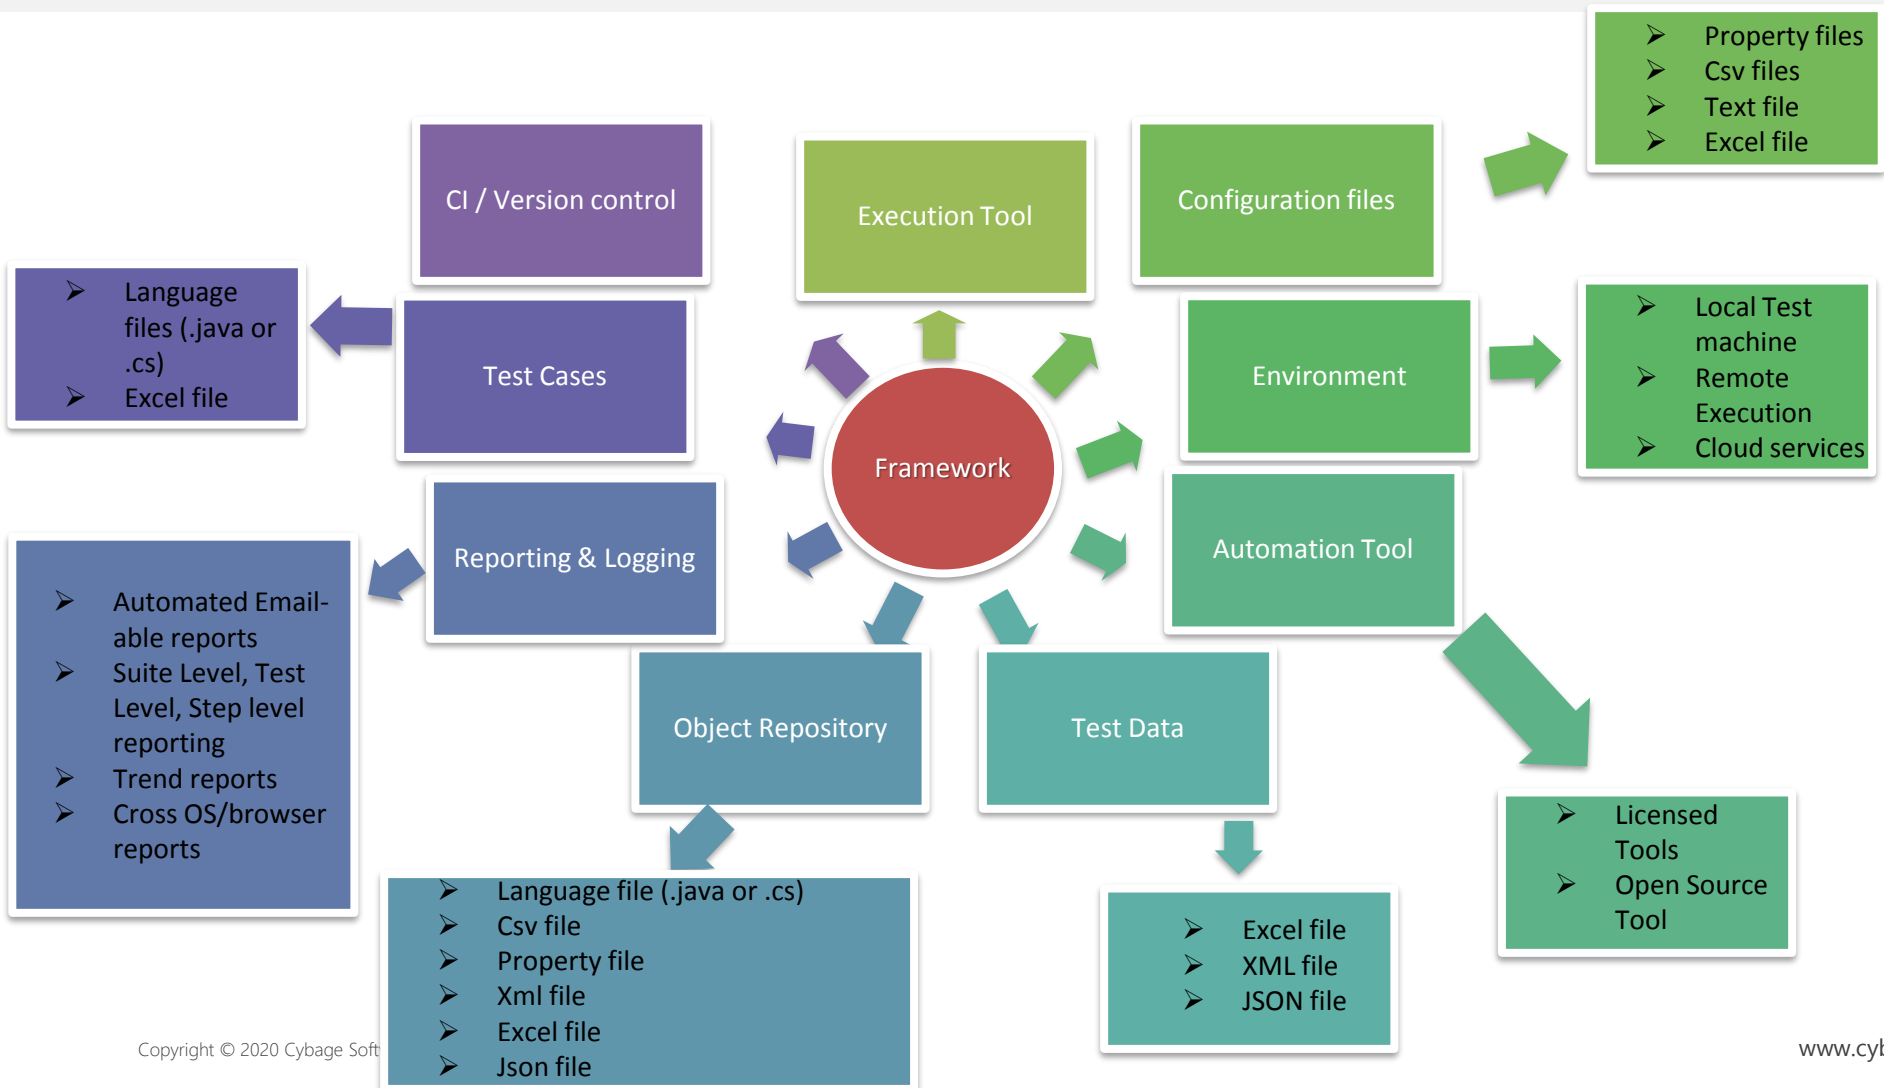 Property files
Csv files
Text file
Excel file
CI / Version control
Execution Tool
Configuration files
Language
files (.java or
.cs)
Excel file
Test Cases
Environment
Local Test
machine
Remote
Execution
Cloud services
Framework
Reporting & Logging
Automation Tool
Automated Email-
able reports
Suite Level, Test
Level, Step level
reporting
Trend reports
Cross OS/browser
reports
Object Repository
Test Data
Licensed
Tools
Open Source
Tool
Language file (.java or .cs)
Csv file
Property file
Xml file
Excel file
Json file
Excel file
XML file
JSON file
Copyright © 2020 Cybage Soft
www.cyb